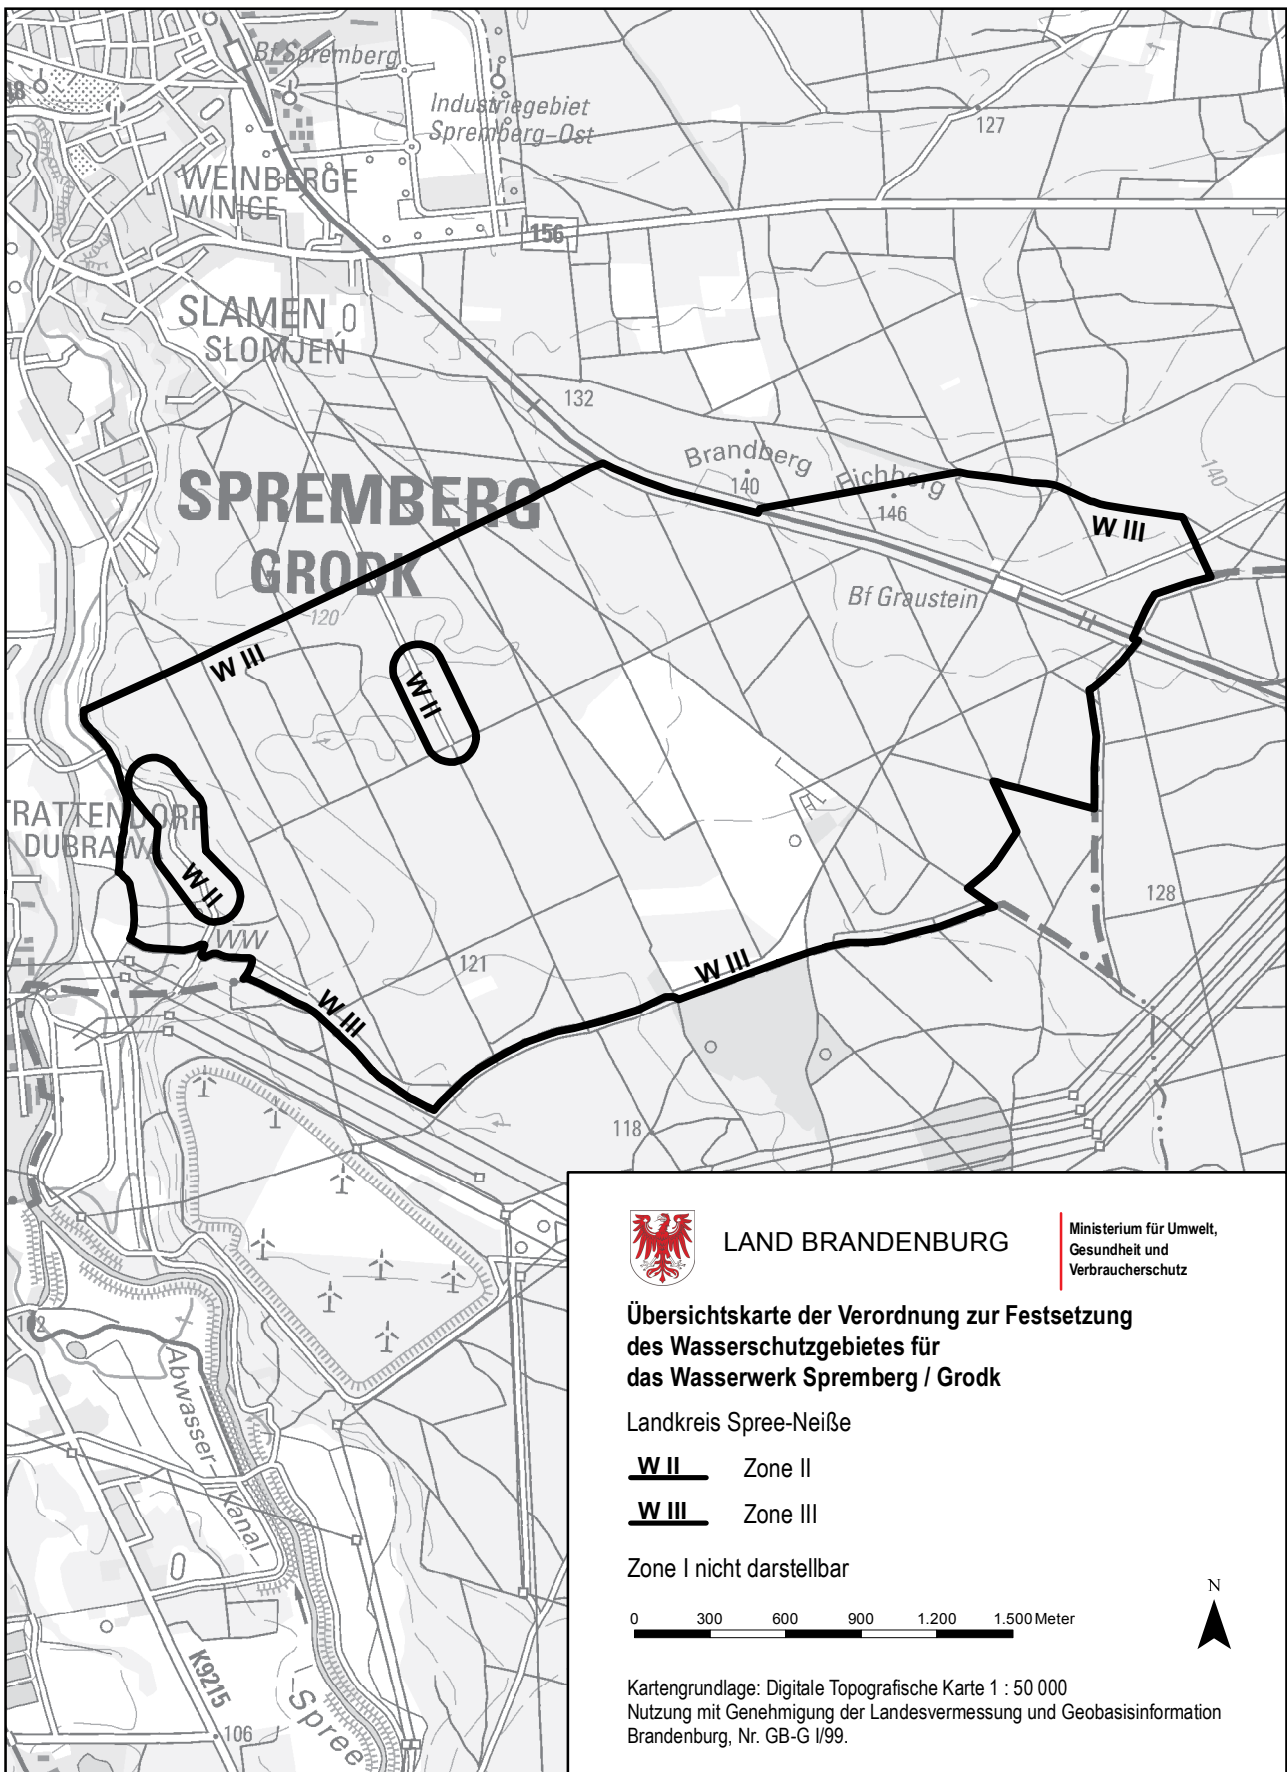 Bf Spremberg
Industriegebiet
Spremberg-Ost
127
WEINBERGE
WINICE
156
SLAMEN
SŁOMJEŃ
132
Brandberg
140
Eichberg
146
140
W III
SPREMBERG
GRODK
120
Bf Graustein
W III
W II
TRATTENDORF
DUBRAWA
W II
WW
128
121
W III
W III
118
102
Abwasser-
Kanal
K9215
Spree
106
LAND BRANDENBURG
Ministerium für Umwelt,
Gesundheit und
Verbraucherschutz
Übersichtskarte der Verordnung zur Festsetzung
des Wasserschutzgebietes für
das Wasserwerk Spremberg / Grodk
Landkreis Spree-Neiße
W II Zone II
W III Zone III
Zone I nicht darstellbar
N
0 300 600 900 1.200 1.500 Meter
Kartengrundlage: Digitale Topografische Karte 1 : 50 000
Nutzung mit Genehmigung der Landesvermessung und Geobasisinformation
Brandenburg, Nr. GB-G I/99.